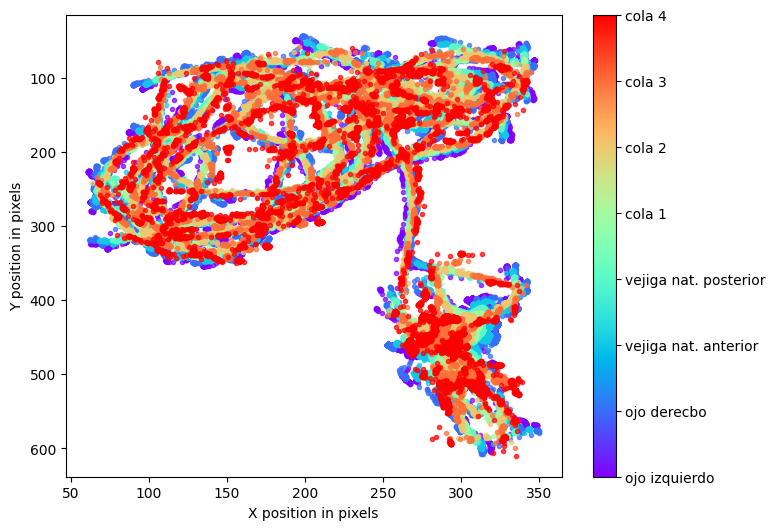 Y position in pixels
100
200
300
400
500
600
50
100
150
200
250
300
350
X position in pixels
cola 4
cola 3
cola 2
cola 1
vejiga nat. posterior
vejiga nat. anterior
ojo derecbo
ojo izquierdo